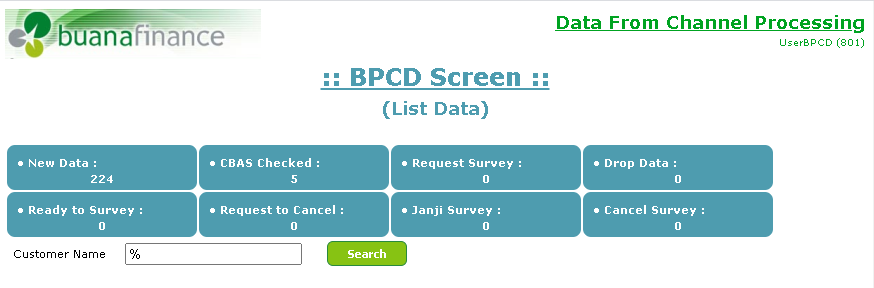 buanafinance
Data From Channel Processing
UserBPCD (801)
:: BPCD Screen ::
(List Data)
• New Data :
224
• CBAS Checked :
5
• Request Survey :
0
• Drop Data :
0
• Ready to Survey :
0
• Request to Cancel :
0
• Janji Survey :
0
• Cancel Survey :
0
Customer Name % Search